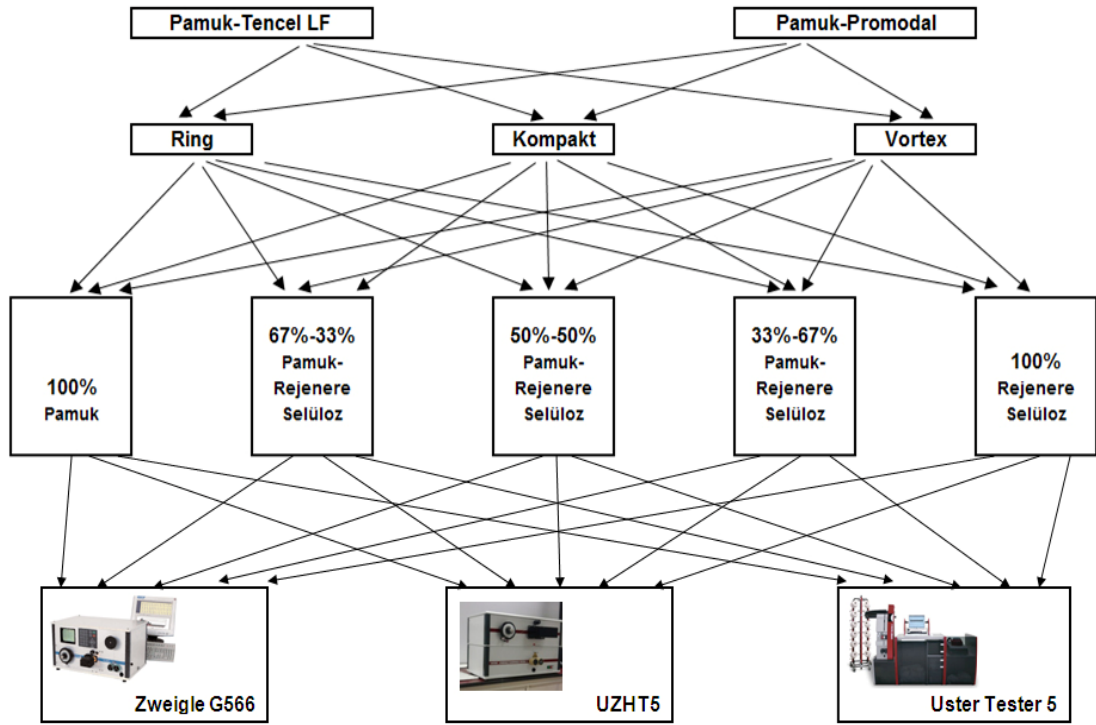 Pamuk-Tencel LF
Pamuk-Promodal
Ring
Kompakt
Vortex
100%
Pamuk
67%-33%
Pamuk-
Rejenere
Selüloz
50%-50%
Pamuk-
Rejenere
Selüloz
33%-67%
Pamuk-
Rejenere
Selüloz
100%
Rejenere
Selüloz
Zweigle G566
UZHT5
Uster Tester 5